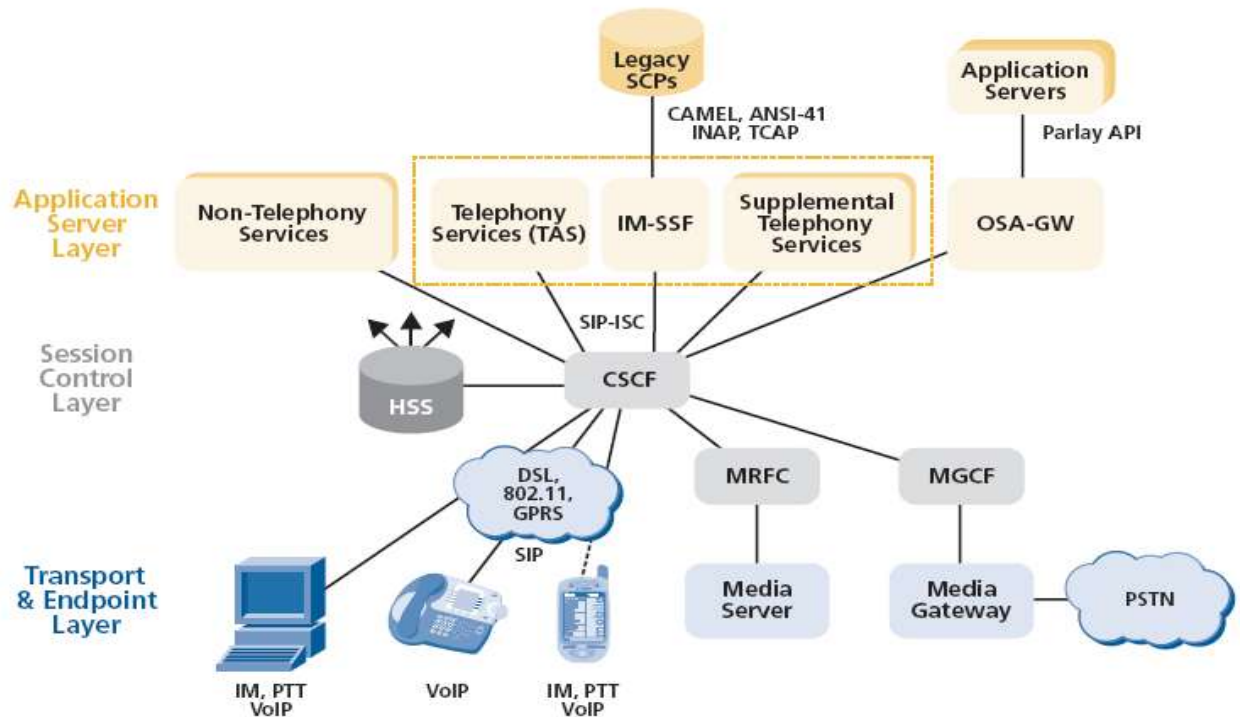 Legacy
SCPs
Application
Servers
CAMEL, ANSI-41
INAP, TCAP
Parlay API
Application
Server
Layer
Non-Telephony
Services
Telephony
Services (TAS)
IM-SSF
Supplemental
Telephony
Services
OSA-GW
SIP-ISC
Session
Control
Layer
HSS
CSCF
DSL,
802.11,
GPRS
MRFC
MGCF
SIP
Transport
& Endpoint
Layer
Media
Server
Media
Gateway
PSTN
IM, PTT
VoIP
VoIP
IM, PTT
VoIP